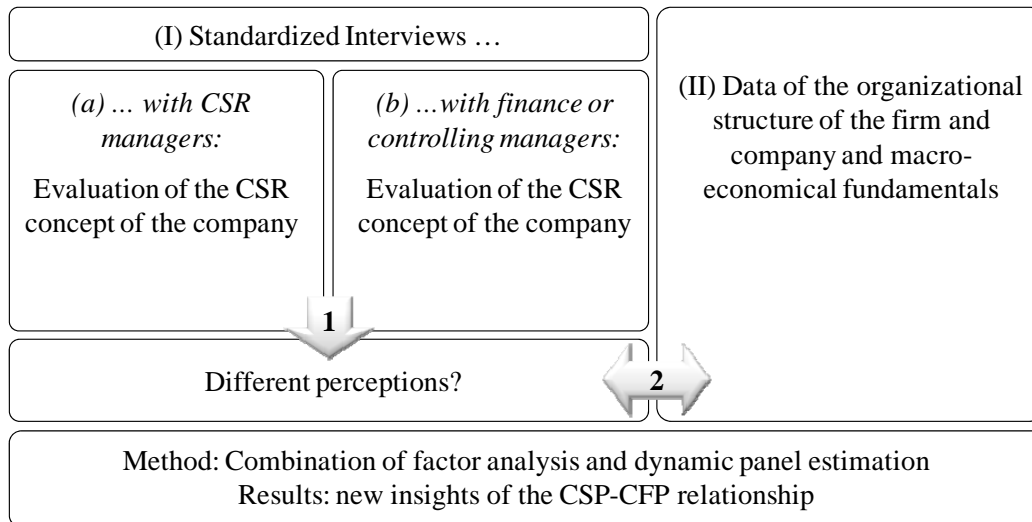 (I) Standardized Interviews …
(a) … with CSR
managers:
Evaluation of the CSR
concept of the company
(b) …with finance or
controlling managers:
Evaluation of the CSR
concept of the company
(II) Data of the organizational
structure of the firm and
company and macro-
economical fundamentals
1
Different perceptions?
2
Method: Combination of factor analysis and dynamic panel estimation
Results: new insights of the CSP-CFP relationship